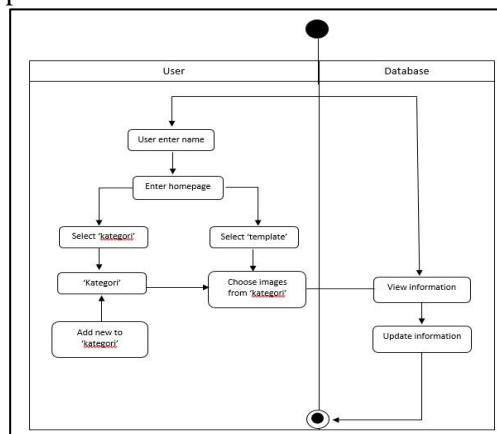 User
Database
User enter name
Enter homepage
Select ‘kategori’
Select ‘template’
‘Kategori’
Choose images
from ‘kategori’
View information
Add new to
‘kategori’
Update information